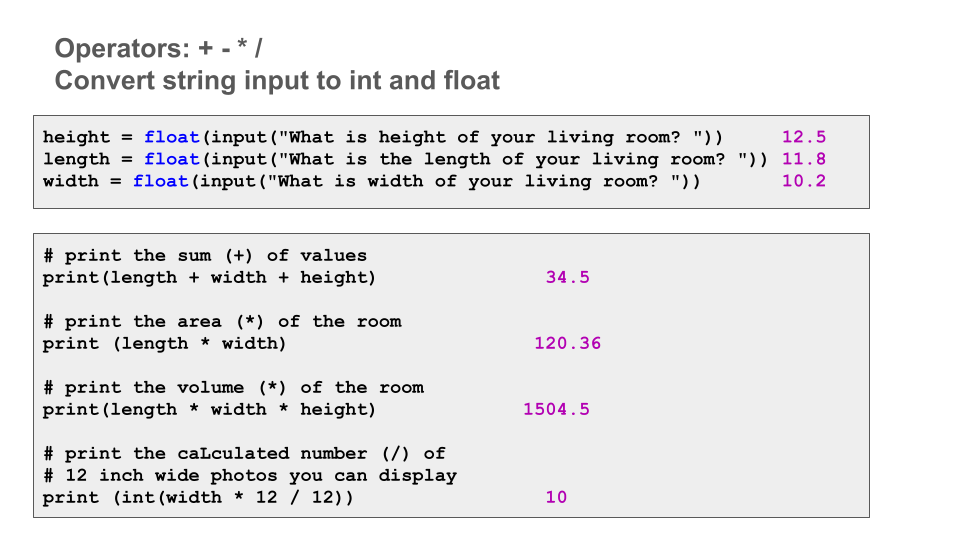 Operators: + - * /
Convert string input to int and float
height = float(input("What is height of your living room? ")) 12.5
length = float(input("What is the length of your living room? ")) 11.8
width = float(input("What is width of your living room? ")) 10.2
# print the sum (+) of values
print(length + width + height) 34.5
# print the area (*) of the room
print (length * width) 120.36
# print the volume (*) of the room
print(length * width * height) 1504.5
# print the caLculated number (/) of
# 12 inch wide photos you can display
print (int(width * 12 / 12)) 10